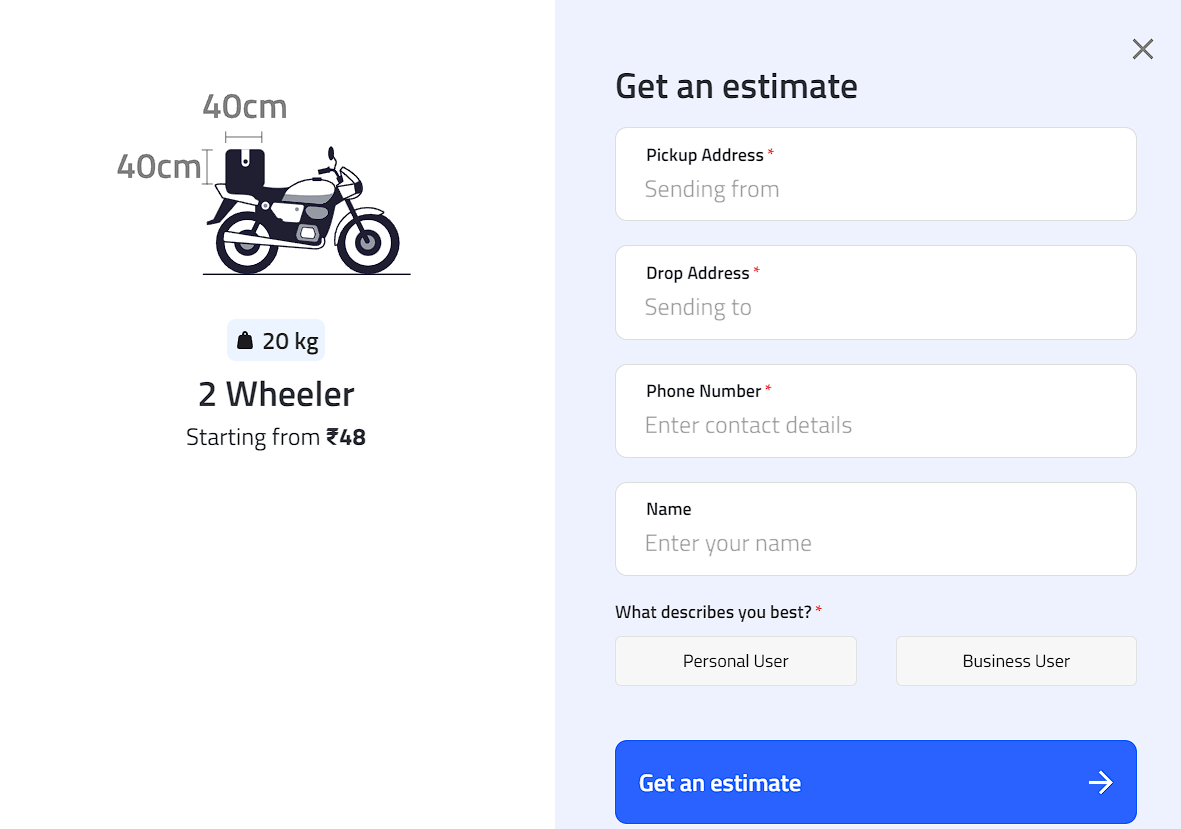 40cm
40cm
20 kg
2 Wheeler
Starting from ₹48
Get an estimate
Pickup Address *
Sending from
Drop Address *
Sending to
Phone Number *
Enter contact details
Name
Enter your name
What describes you best? *
Personal User
Business User
Get an estimate